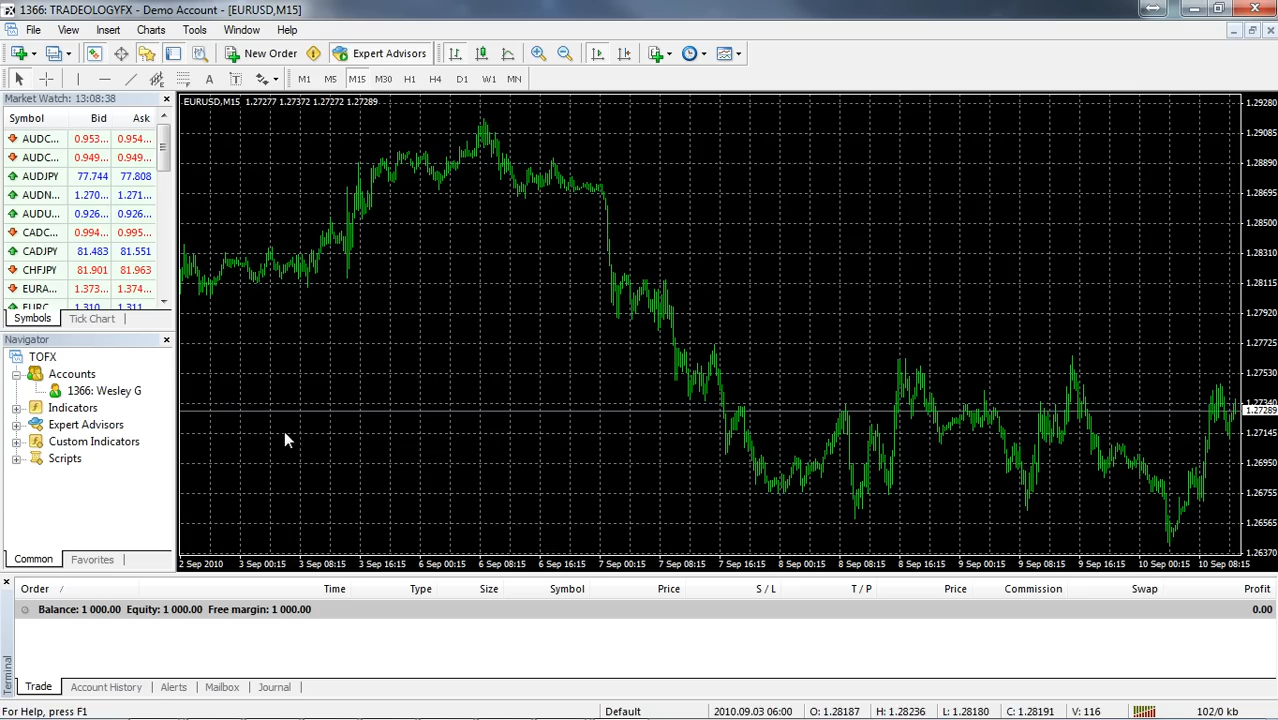 1366: TRADEOLOGYFX - Demo Account - [EURUSD,M15]
File View Insert Charts Tools Window Help
New Order Expert Advisors
A T M1 M5 M15 M30 H1 H4 D1 W1 MN
Market Watch: 13:08:38
Symbol Bid Ask
AUDC... 0.953... 0.954...
AUDC... 0.949... 0.949...
AUDJPY 77.744 77.808
AUDN... 1.270... 1.271...
AUDU... 0.926... 0.926...
CADC... 0.994... 0.995...
CADJPY 81.483 81.551
CHFJPY 81.901 81.963
EURA... 1.373... 1.374...
EURC... 1.310... 1.311...
Symbols Tick Chart
Navigator
TOFX
Accounts
1366: Wesley G
Indicators
Expert Advisors
Custom Indicators
Scripts
Common Favorites
EURUSD,M15 1.27277 1.27372 1.27272 1.27289
1.29280
1.29085
1.28890
1.28695
1.28500
1.28310
1.28115
1.27920
1.27725
1.27530
1.27340
1.27289
1.26950
1.26755
1.26565
1.26370
2 Sep 2010 3 Sep 00:15 3 Sep 08:15 3 Sep 16:15 6 Sep 00:15 6 Sep 08:15 6 Sep 16:15 7 Sep 00:15 7 Sep 08:15 7 Sep 16:15 8 Sep 00:15 8 Sep 08:15 8 Sep 16:15 9 Sep 00:15 9 Sep 08:15 9 Sep 16:15 10 Sep 00:15 10 Sep 08:15
Order / Time Type Size Symbol Price S / L T / P Price Commission Swap Profit
Balance: 1 000.00 Equity: 1 000.00 Free margin: 1 000.00 0.00
Terminal
Trade Account History Alerts Mailbox Journal
For Help, press F1 Default 2010.09.03 06:00 O: 1.28187 H: 1.28236 L: 1.28180 C: 1.28191 V: 116 102/0 kb